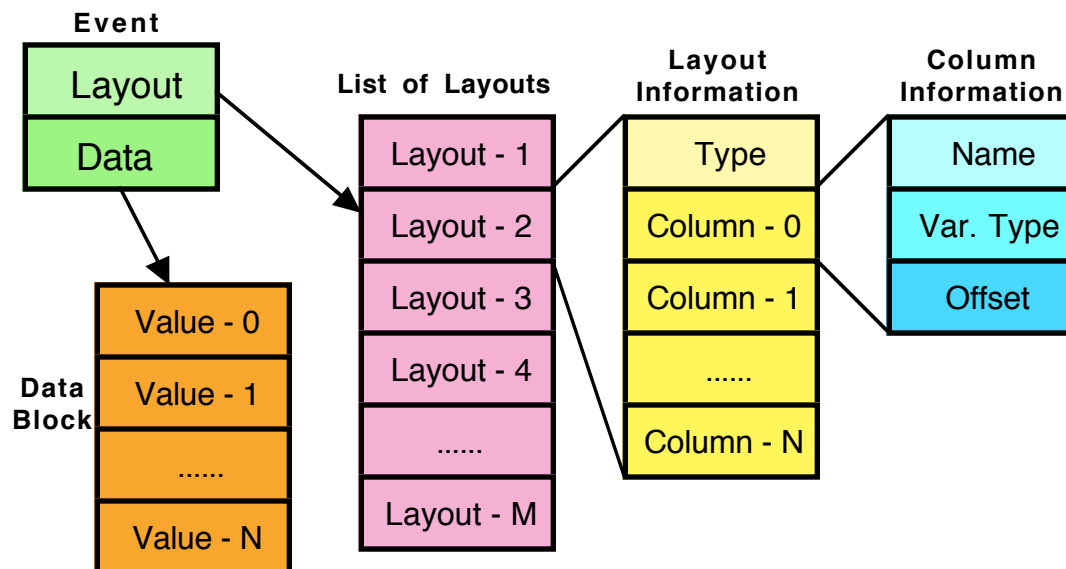 Event
Layout
Data
Data
Block
Value - 0
Value - 1
......
Value - N
List of Layouts
Layout - 1
Layout - 2
Layout - 3
Layout - 4
......
Layout - M
Layout
Information
Type
Column - 0
Column - 1
......
Column - N
Column
Information
Name
Var. Type
Offset